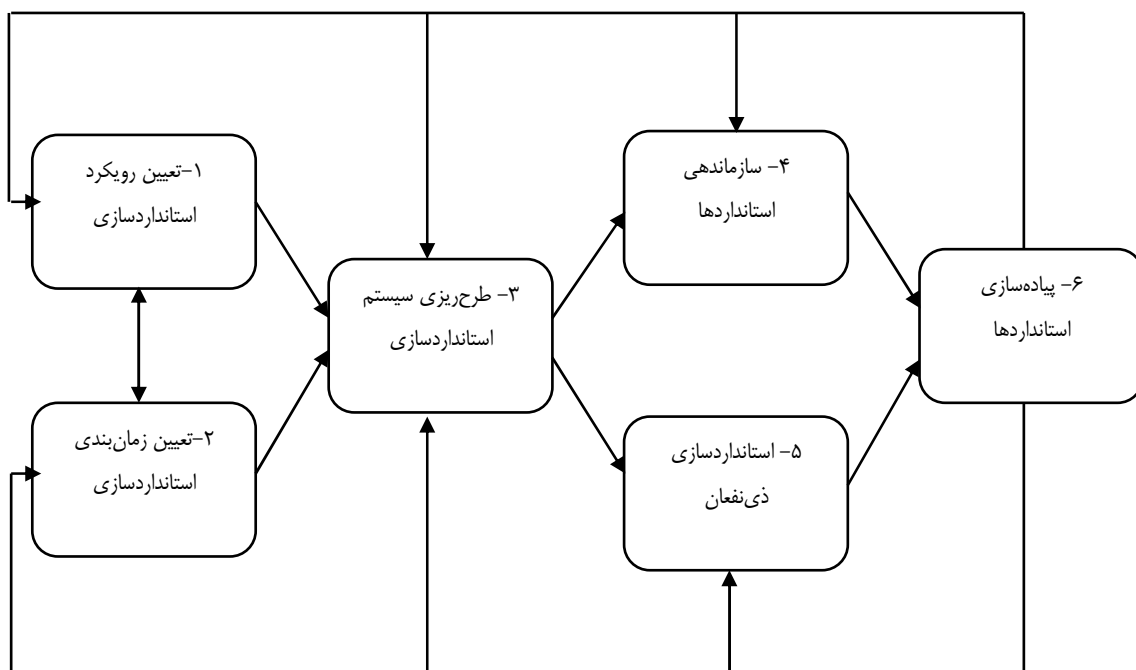 ۱-تعیین رویکرد
استانداردسازی
۲-تعیین زمان‌بندی
استانداردسازی
۳- طرح‌ریزی سیستم
استانداردسازی
۴- سازماندهی
استانداردها
۵- استانداردسازی
ذی‌نفعان
۶- پیاده‌سازی
استانداردها